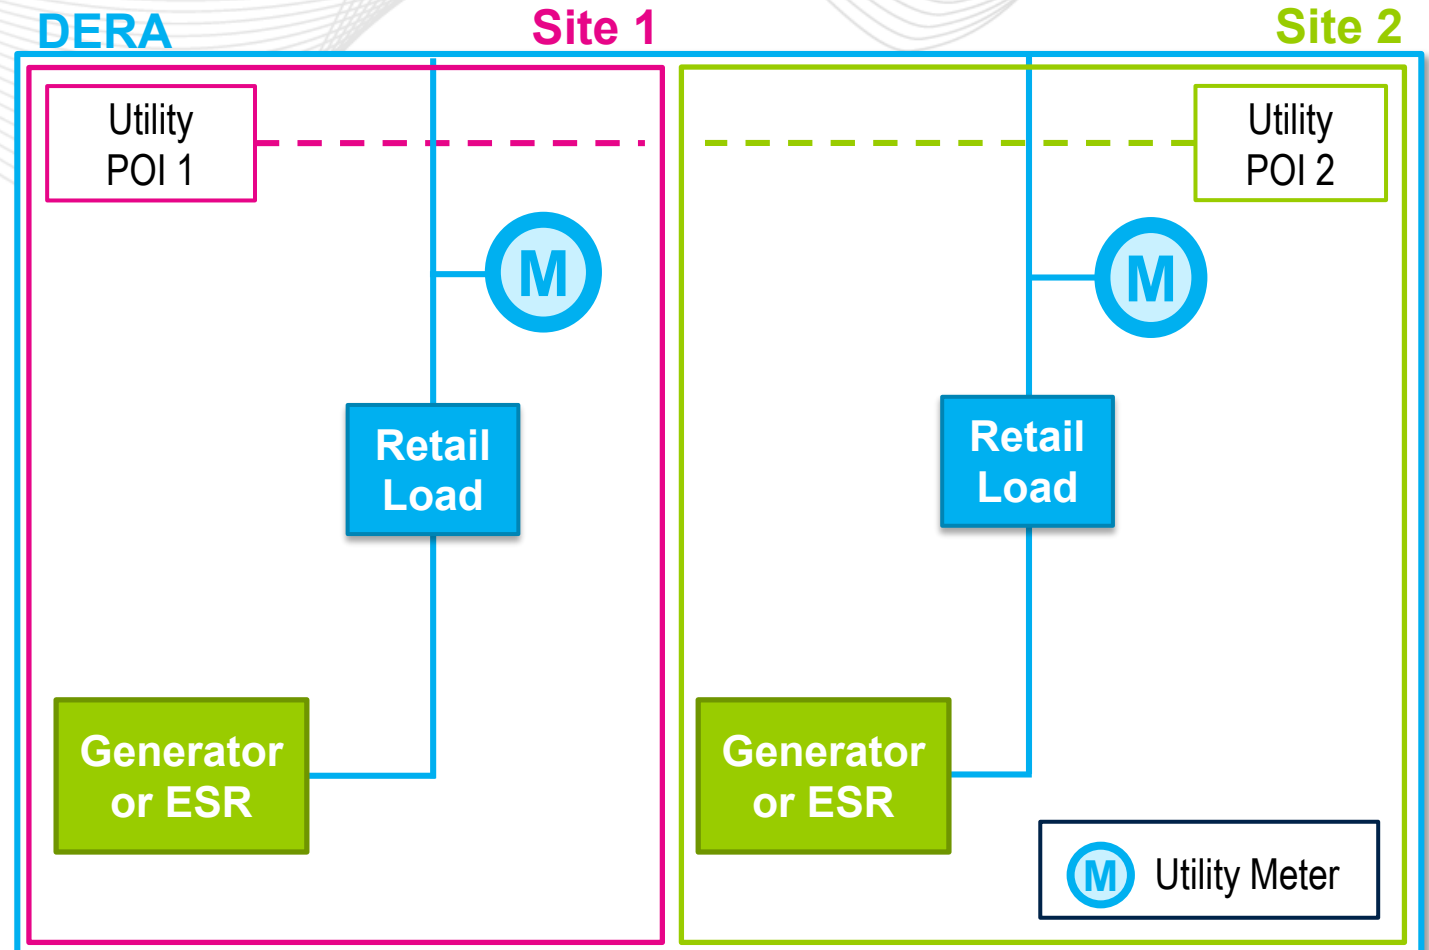 DERA
Site 1
Site 2
Utility
POI 1
Utility
POI 2
M
M
Retail
Load
Retail
Load
Generator
or ESR
Generator
or ESR
M Utility Meter